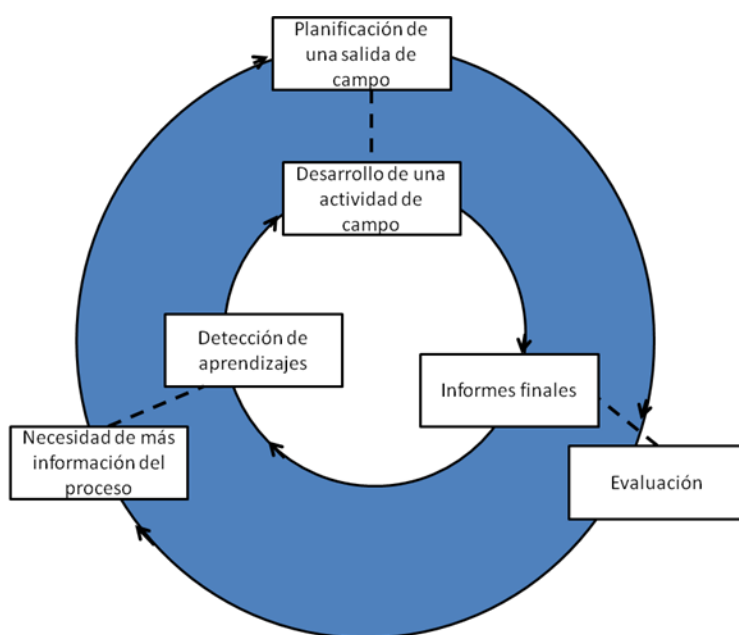 Planificación de
una salida de
campo
Desarrollo de una
actividad de
campo
Detección de
aprendizajes
Informes finales
Necesidad de más
información del
proceso
Evaluación